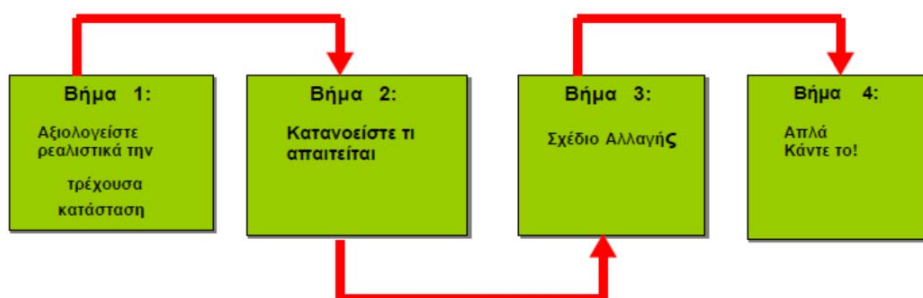 Βήμα 1:
Αξιολογείστε
ρεαλιστικά την
τρέχουσα
κατάσταση
Βήμα 2:
Κατανοείστε τι
απαιτείται
Βήμα 3:
Σχέδιο Αλλαγής
Βήμα 4:
Απλά
Κάντε το!